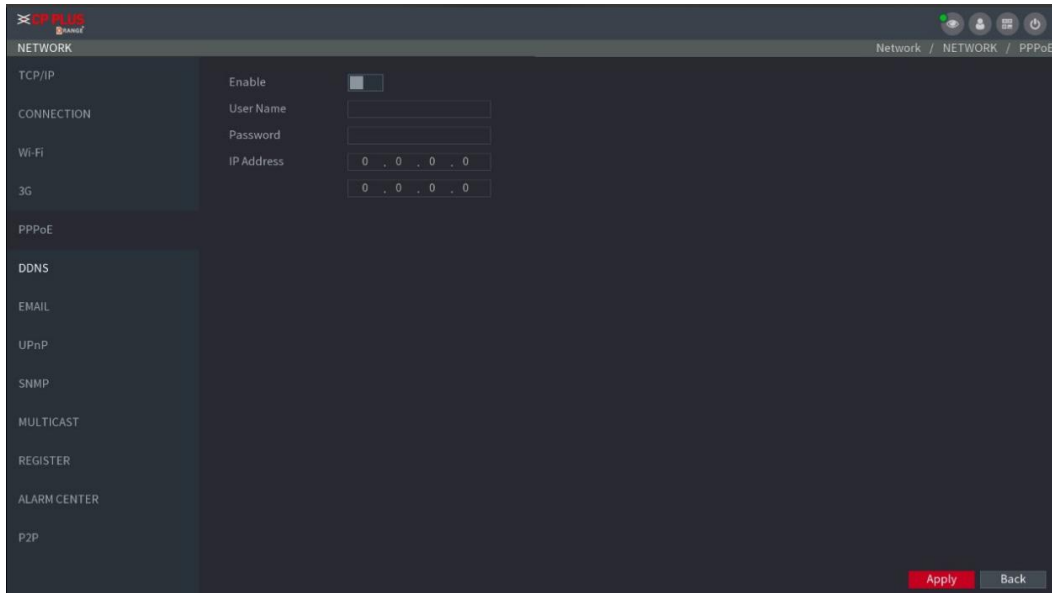 CP PLUS
ORANGE
NETWORK
Network / NETWORK / PPPoE
TCP/IP
CONNECTION
Wi-Fi
3G
PPPoE
DDNS
EMAIL
UPnP
SNMP
MULTICAST
REGISTER
ALARM CENTER
P2P
Enable
User Name
Password
IP Address 0 . 0 . 0 . 0
0 . 0 . 0 . 0
Apply Back